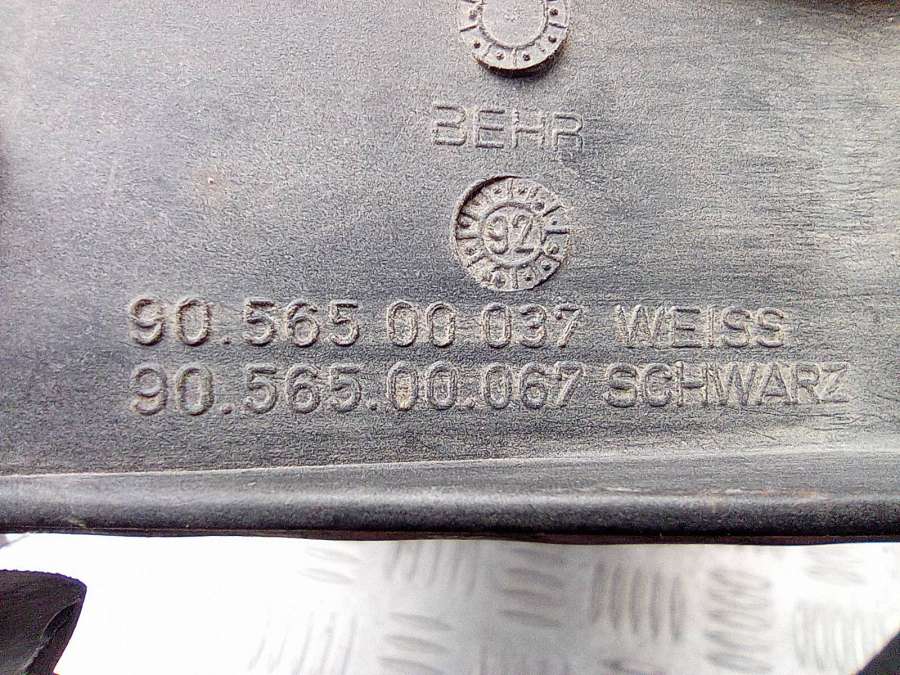 BEHR
92
90.565 00 037 WEISS
90.565.00.067 SCHWARZ